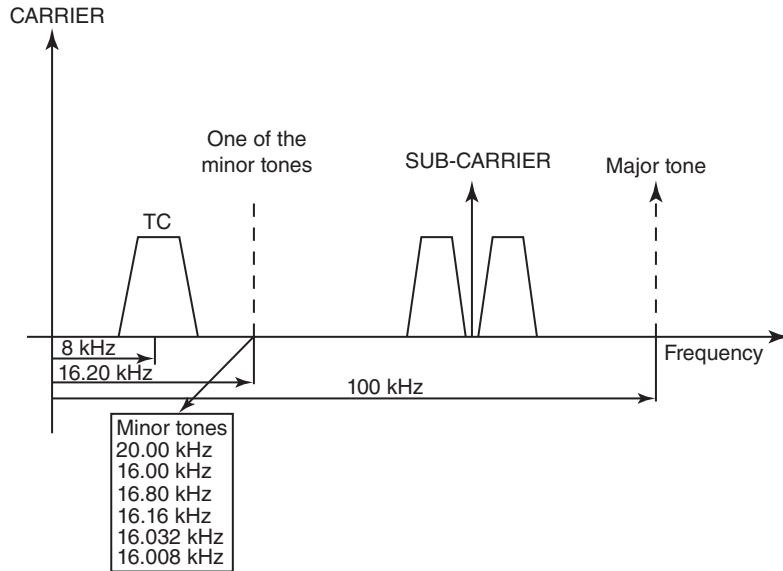 CARRIER
One of the
minor tones
SUB-CARRIER
Major tone
TC
8 kHz
Frequency
16.20 kHz
100 kHz
Minor tones
20.00 kHz
16.00 kHz
16.80 kHz
16.16 kHz
16.032 kHz
16.008 kHz